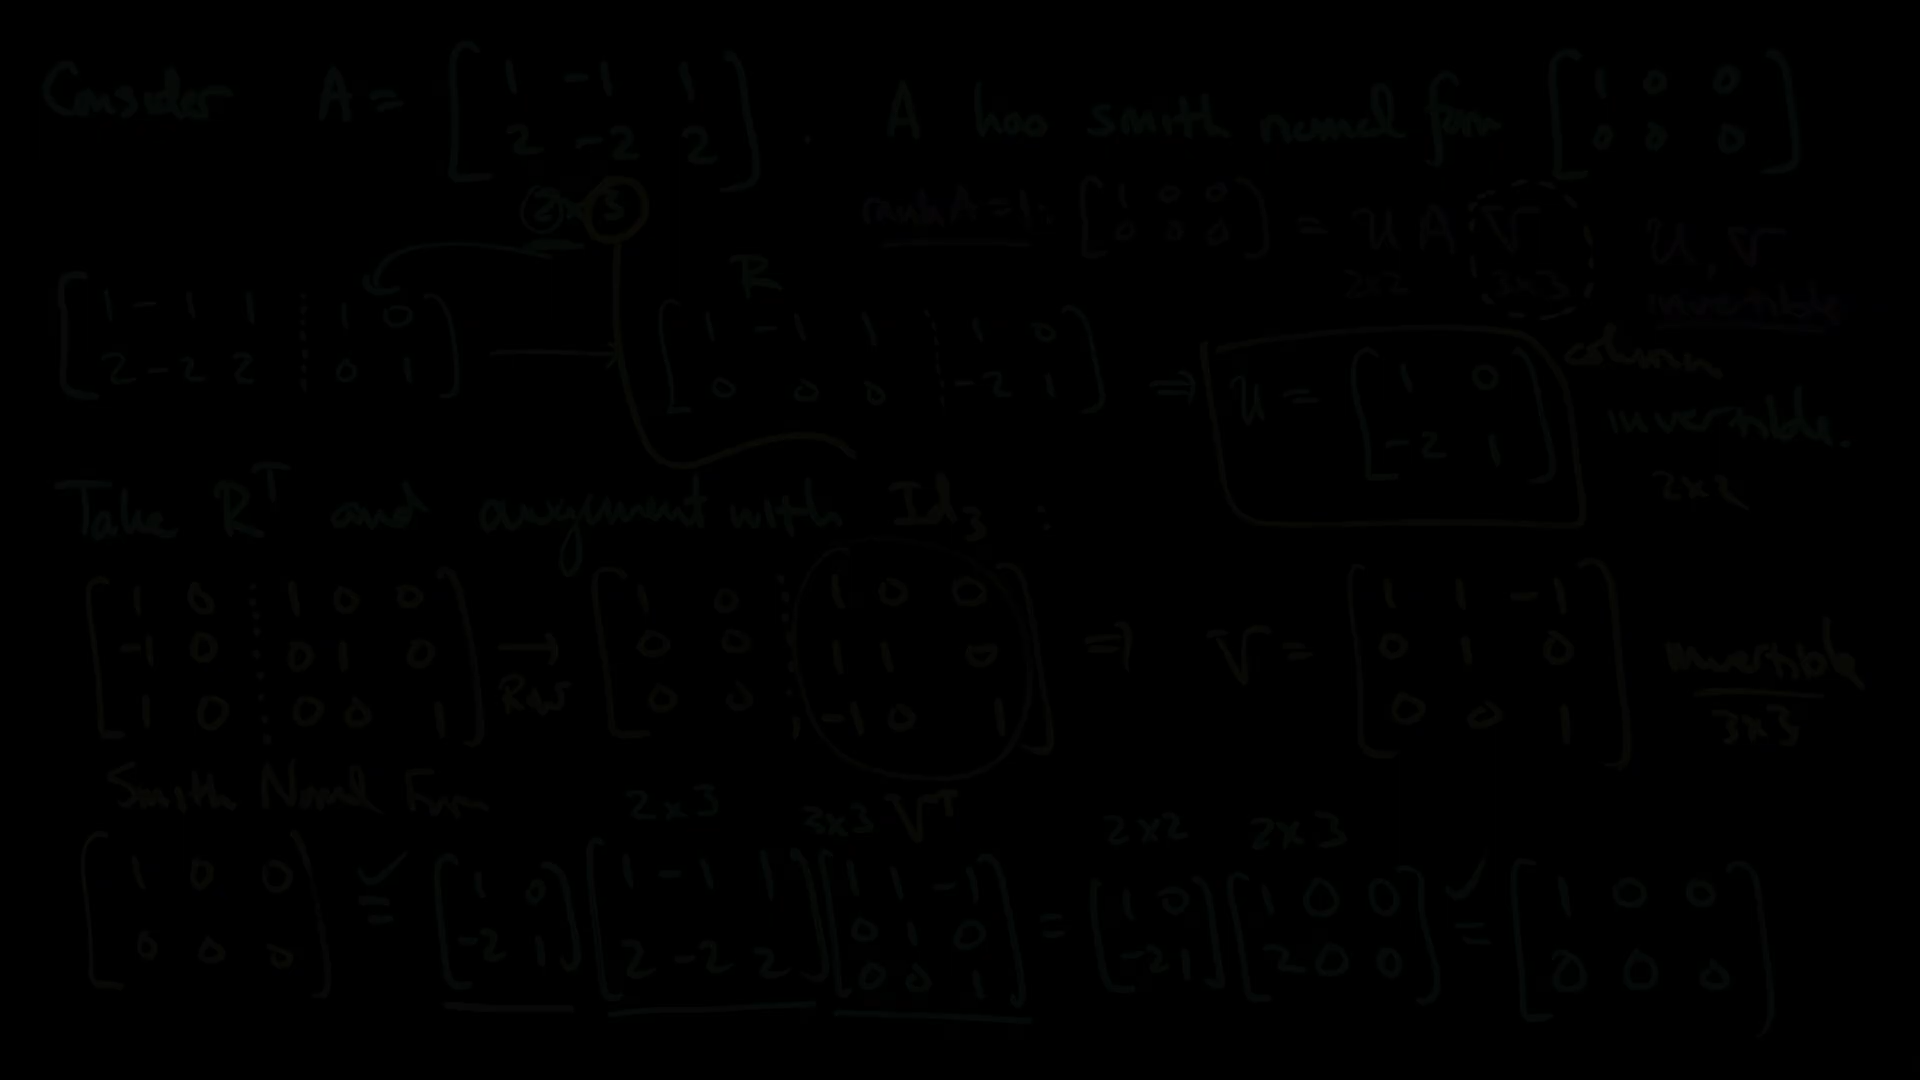 Consider A = [1 -1 1; 2 -2 2]. A has smith normal form [1 0 0; 0 0 0]
2x3
rank A = 1: [1 0 0; 0 0 0] = U A V U, V
2x2 3x3 invertible
[1 -1 1 ⋮ 1 0; 2 -2 2 ⋮ 0 1] → R [1 -1 1 ⋮ 1 0; 0 0 0 ⋮ -2 1] ⇒ U = [1 0; -2 1] column invertible.
2x2
Take R^T and augment with Id_3 :
[1 0 ⋮ 1 0 0; -1 0 ⋮ 0 1 0; 1 0 ⋮ 0 0 1] → Row [1 0 ⋮ 1 0 0; 0 0 ⋮ 1 1 0; 0 0 ⋮ -1 0 1] ⇒ V = [1 1 -1; 0 1 0; 0 0 1] invertible
3x3
Smith Normal Form 2x3 3x3 V^T 2x2 2x3
[1 0 0; 0 0 0] =✓ [1 0; -2 1] [1 -1 1; 2 -2 2] [1 1 -1; 0 1 0; 0 0 1] = [1 0; -2 1] [1 0 0; 2 0 0] =✓ [1 0 0; 0 0 0]